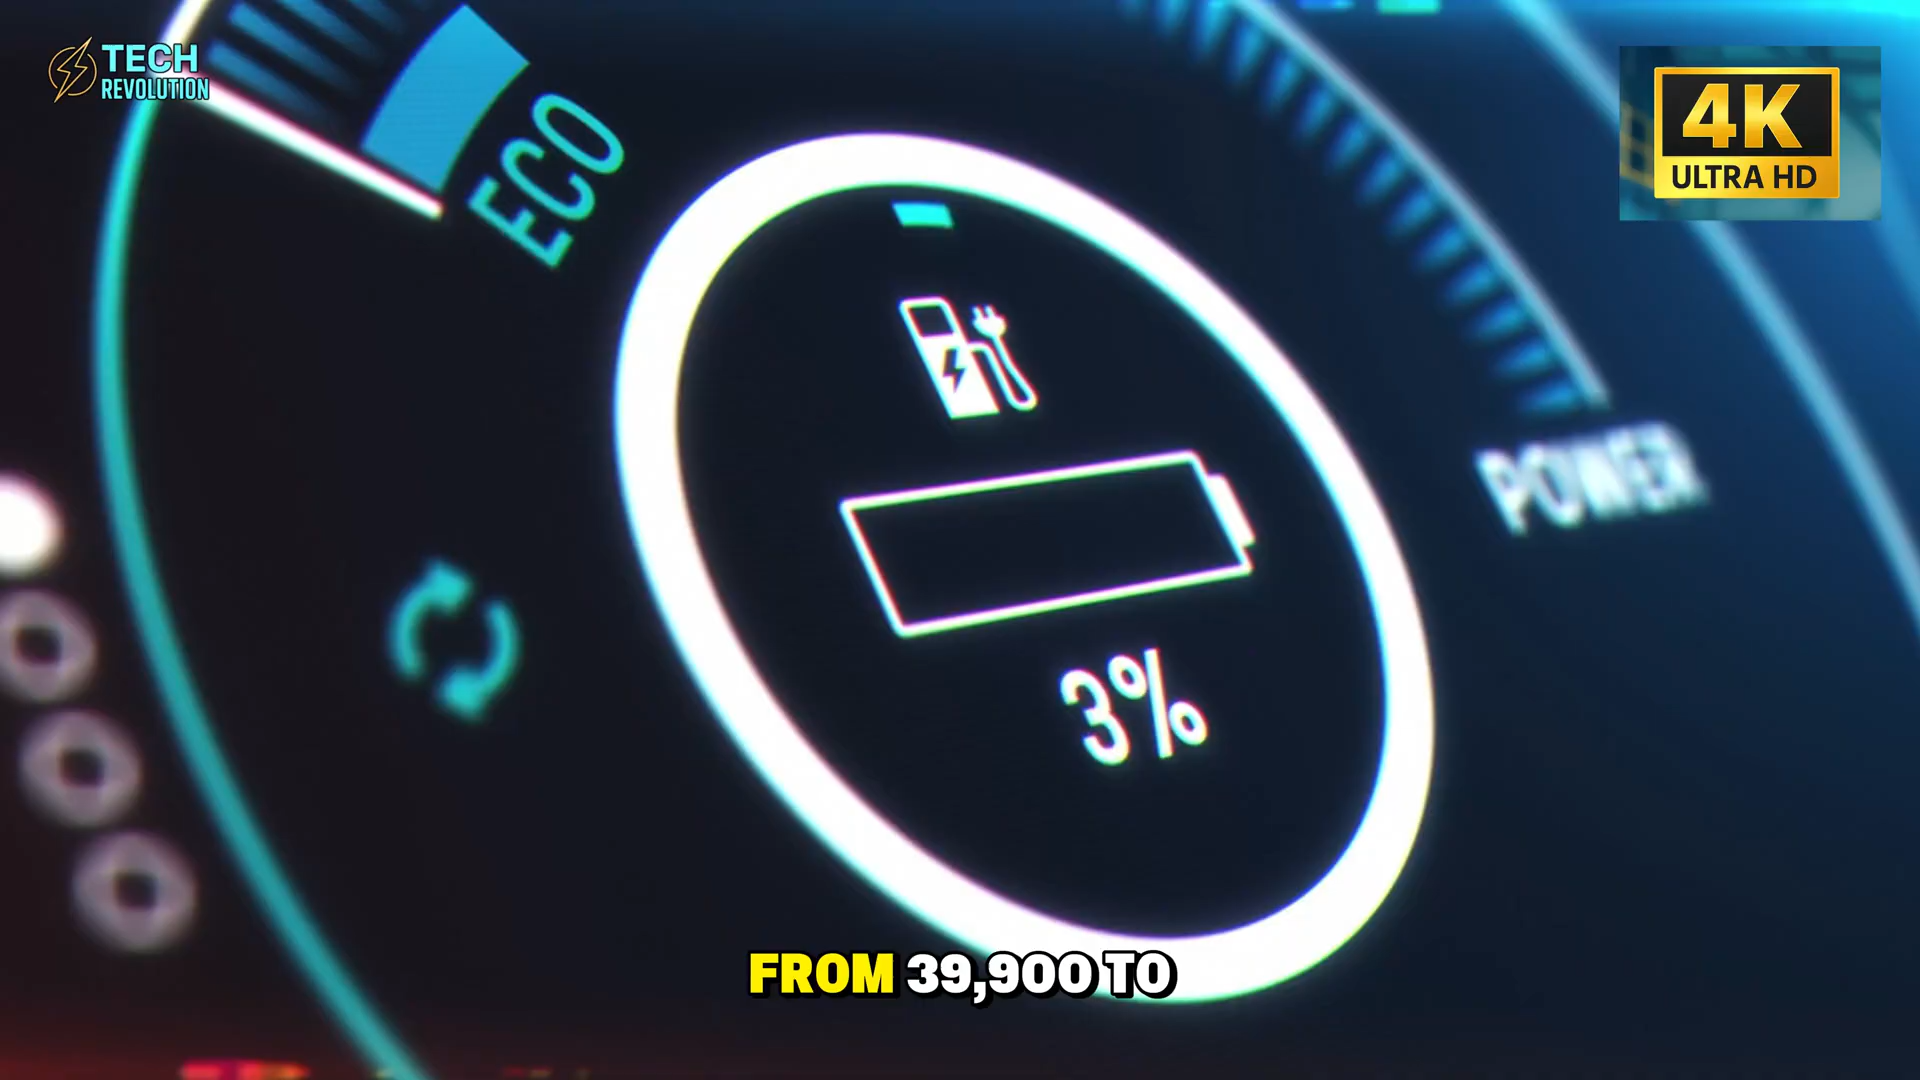 TECH
REVOLUTION
4K
ULTRA HD
ECO
POWER
3%
FROM 39,900 TO